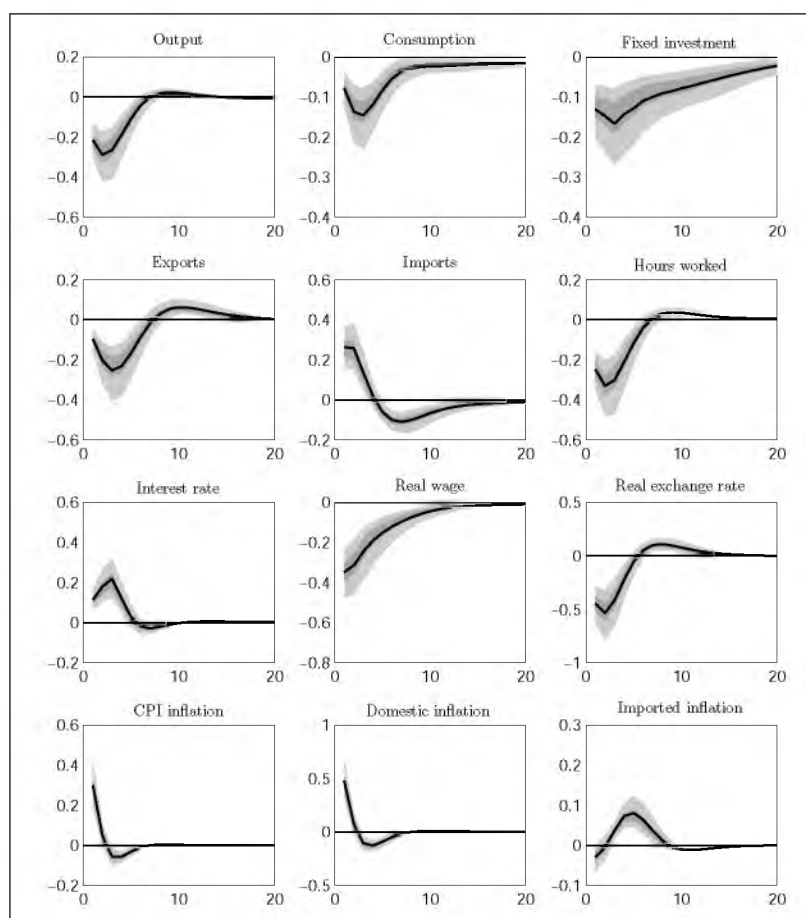 Output Consumption Fixed investment
0.2 0 0
0 -0.1 -0.1
-0.2 -0.2 -0.2
-0.4 -0.3 -0.3
-0.6 -0.4 -0.4
0 10 20 0 10 20 0 10 20
Exports Imports Hours worked
0.2 0.6 0.2
0 0.4 0
-0.2 0.2 -0.2
-0.4 0 -0.4
-0.6 -0.2 -0.6
0 10 20 0 10 20 0 10 20
Interest rate Real wage Real exchange rate
0.6 0 0.5
0.4 -0.2 0
0.2 -0.4 -0.5
0 -0.6
-0.2 -0.8 -1
0 10 20 0 10 20 0 10 20
CPI inflation Domestic inflation Imported inflation
0.6 1 0.3
0.4 0.5 0.2
0.2 0.1
0 0 0
-0.2 -0.5 -0.1
0 10 20 0 10 20 0 10 20